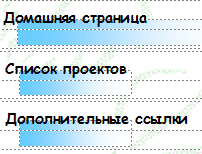 Домашняя страница
Список проектов
Дополнительные ссылки